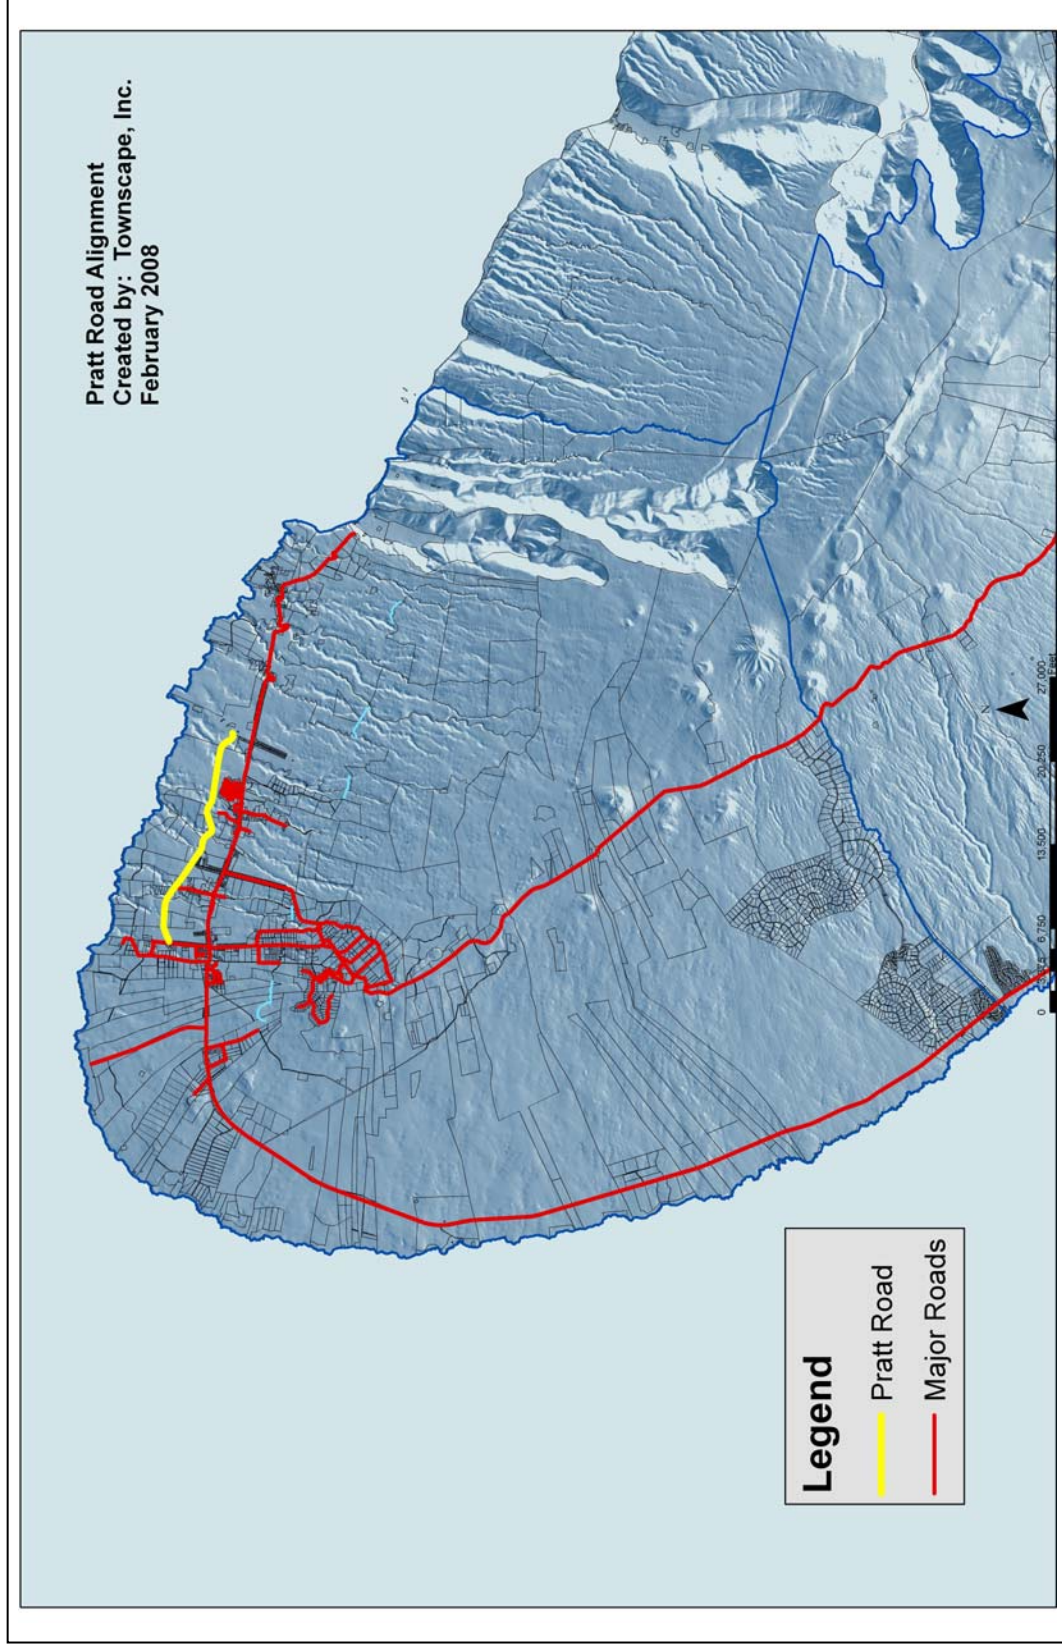 Pratt Road Alignment
Created by: Townscape, Inc.
February 2008
Legend
Pratt Road
Major Roads
N
0
6,750
13,500
20,250
27,000
Feet